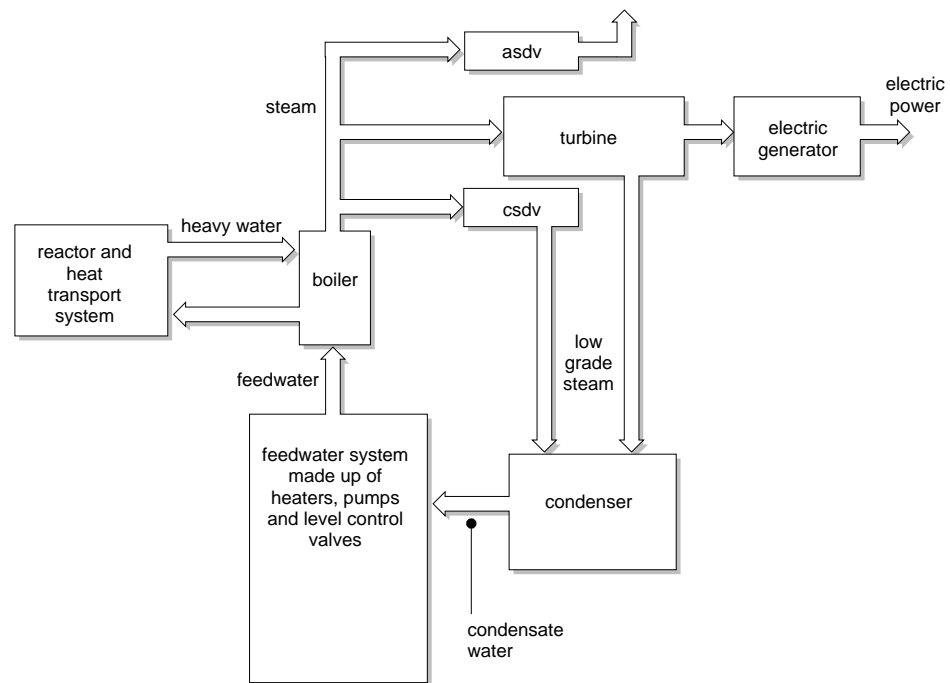 asdv
steam
turbine
electric
generator
electric
power
csdv
heavy water
reactor and
heat
transport
system
boiler
low
grade
steam
feedwater
feedwater system
made up of
heaters, pumps
and level control
valves
condenser
condensate
water